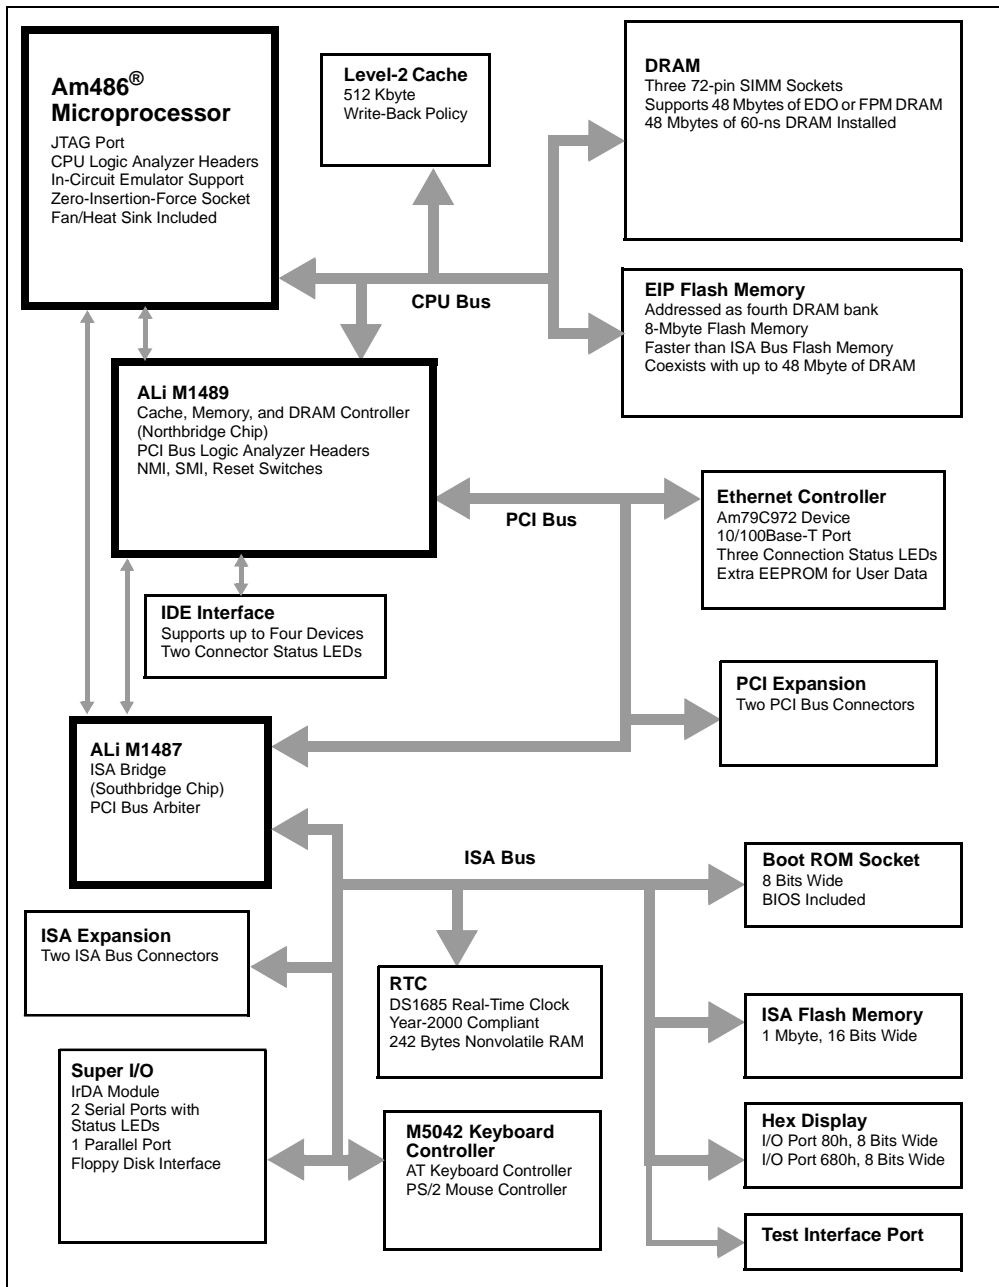 Am486®
Microprocessor
JTAG Port
CPU Logic Analyzer Headers
In-Circuit Emulator Support
Zero-Insertion-Force Socket
Fan/Heat Sink Included
Level-2 Cache
512 Kbyte
Write-Back Policy
DRAM
Three 72-pin SIMM Sockets
Supports 48 Mbytes of EDO or FPM DRAM
48 Mbytes of 60-ns DRAM Installed
CPU Bus
EIP Flash Memory
Addressed as fourth DRAM bank
8-Mbyte Flash Memory
Faster than ISA Bus Flash Memory
Coexists with up to 48 Mbyte of DRAM
ALi M1489
Cache, Memory, and DRAM Controller
(Northbridge Chip)
PCI Bus Logic Analyzer Headers
NMI, SMI, Reset Switches
PCI Bus
Ethernet Controller
Am79C972 Device
10/100Base-T Port
Three Connection Status LEDs
Extra EEPROM for User Data
IDE Interface
Supports up to Four Devices
Two Connector Status LEDs
PCI Expansion
Two PCI Bus Connectors
ALi M1487
ISA Bridge
(Southbridge Chip)
PCI Bus Arbiter
ISA Bus
Boot ROM Socket
8 Bits Wide
BIOS Included
ISA Expansion
Two ISA Bus Connectors
RTC
DS1685 Real-Time Clock
Year-2000 Compliant
242 Bytes Nonvolatile RAM
ISA Flash Memory
1 Mbyte, 16 Bits Wide
Super I/O
IrDA Module
2 Serial Ports with
Status LEDs
1 Parallel Port
Floppy Disk Interface
M5042 Keyboard
Controller
AT Keyboard Controller
PS/2 Mouse Controller
Hex Display
I/O Port 80h, 8 Bits Wide
I/O Port 680h, 8 Bits Wide
Test Interface Port